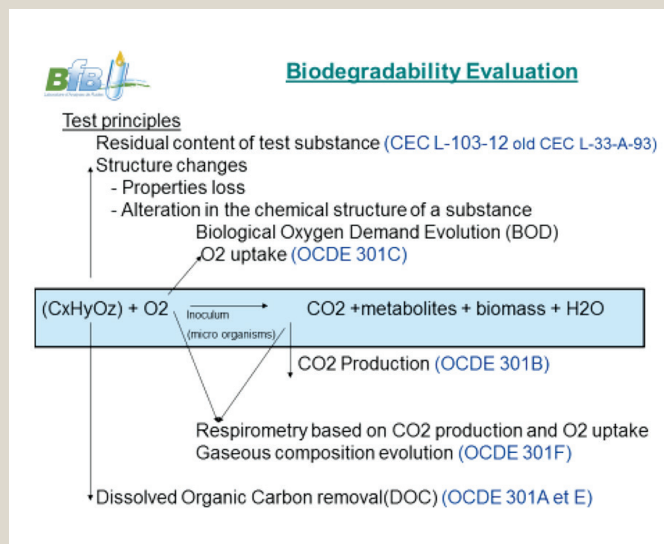 BfB
Biodegradability Evaluation
Test principles
Residual content of test substance (CEC L-103-12 old CEC L-33-A-93)
Structure changes
- Properties loss
- Alteration in the chemical structure of a substance
Biological Oxygen Demand Evolution (BOD)
O2 uptake (OCDE 301C)
(CxHyOz) + O2
Inoculum
(micro organisms)
CO2 +metabolites + biomass + H2O
CO2 Production (OCDE 301B)
Respirometry based on CO2 production and O2 uptake
Gaseous composition evolution (OCDE 301F)
Dissolved Organic Carbon removal(DOC) (OCDE 301A et E)